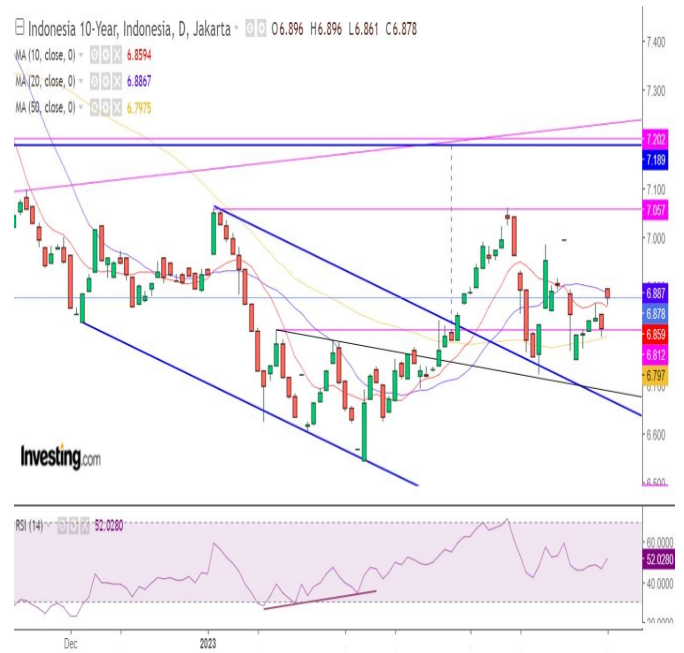 Indonesia 10-Year, Indonesia, D, Jakarta O6.896 H6.896 L6.861 C6.878
MA (10, close, 0) 6.8594
MA (20, close, 0) 6.8867
MA (50, close, 0) 6.7975
7.400
7.300
7.202
7.189
7.100
7.057
7.000
6.887
6.878
6.859
6.812
6.797
6.700
6.600
6.500
Investing.com
RSI (14) 52.0280
60.0000
52.0280
40.0000
20.0000
Dec 2023